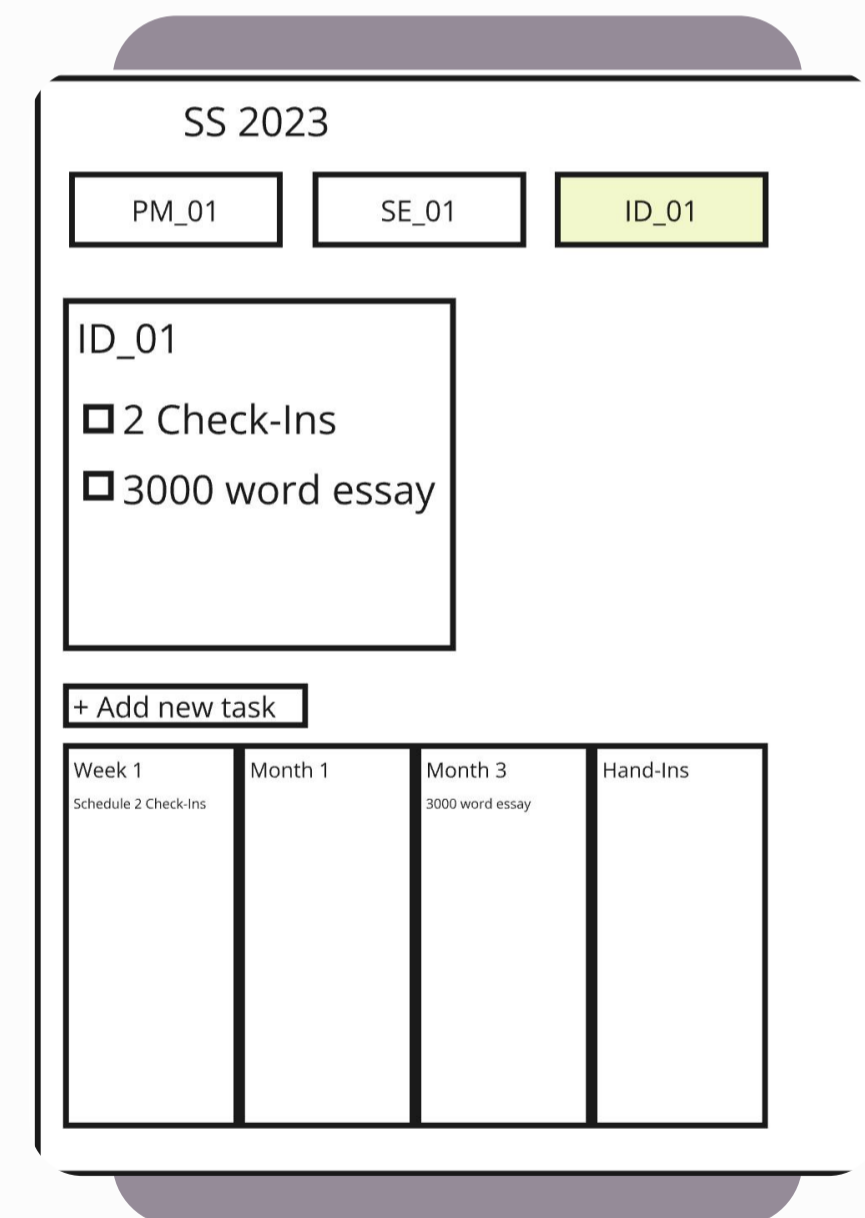 SS 2023
PM_01
SE_01
ID_01
ID_01
2 Check-Ins
3000 word essay
+ Add new task
Week 1
Schedule 2 Check-Ins
Month 1
Month 3
3000 word essay
Hand-Ins